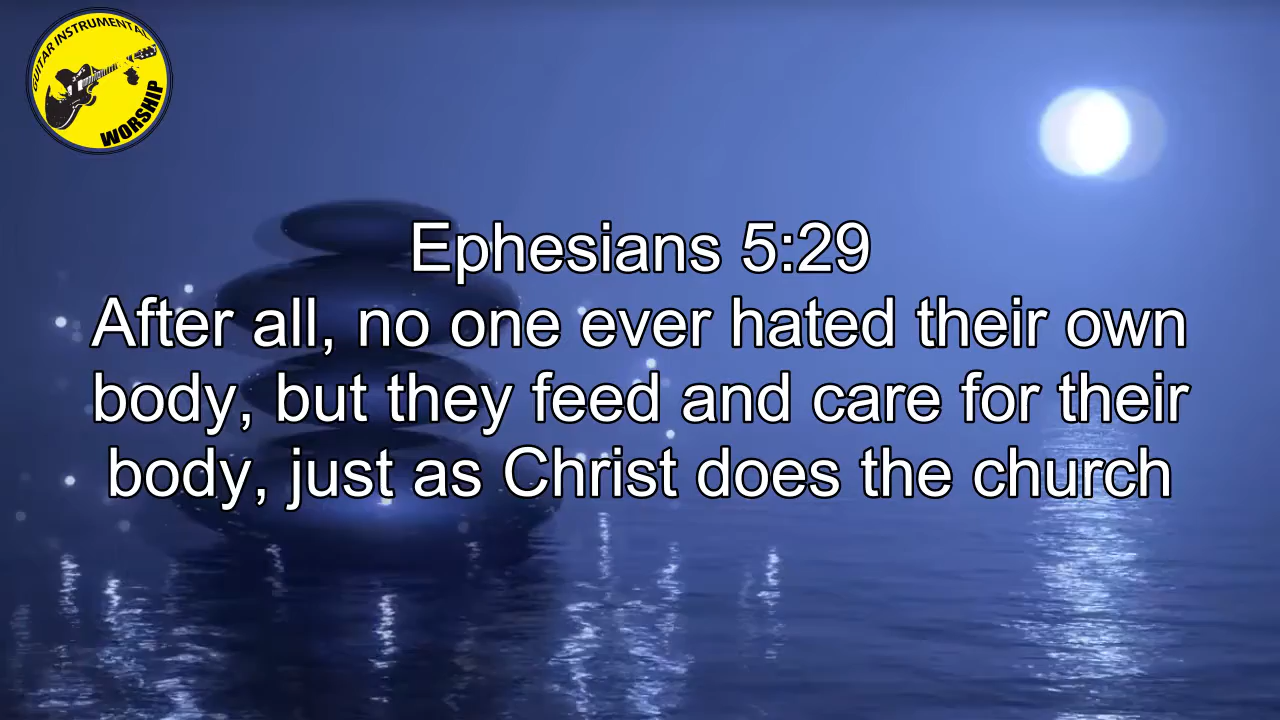 GUITAR INSTRUMENTAL
WORSHIP
Ephesians 5:29
After all, no one ever hated their own
body, but they feed and care for their
body, just as Christ does the church